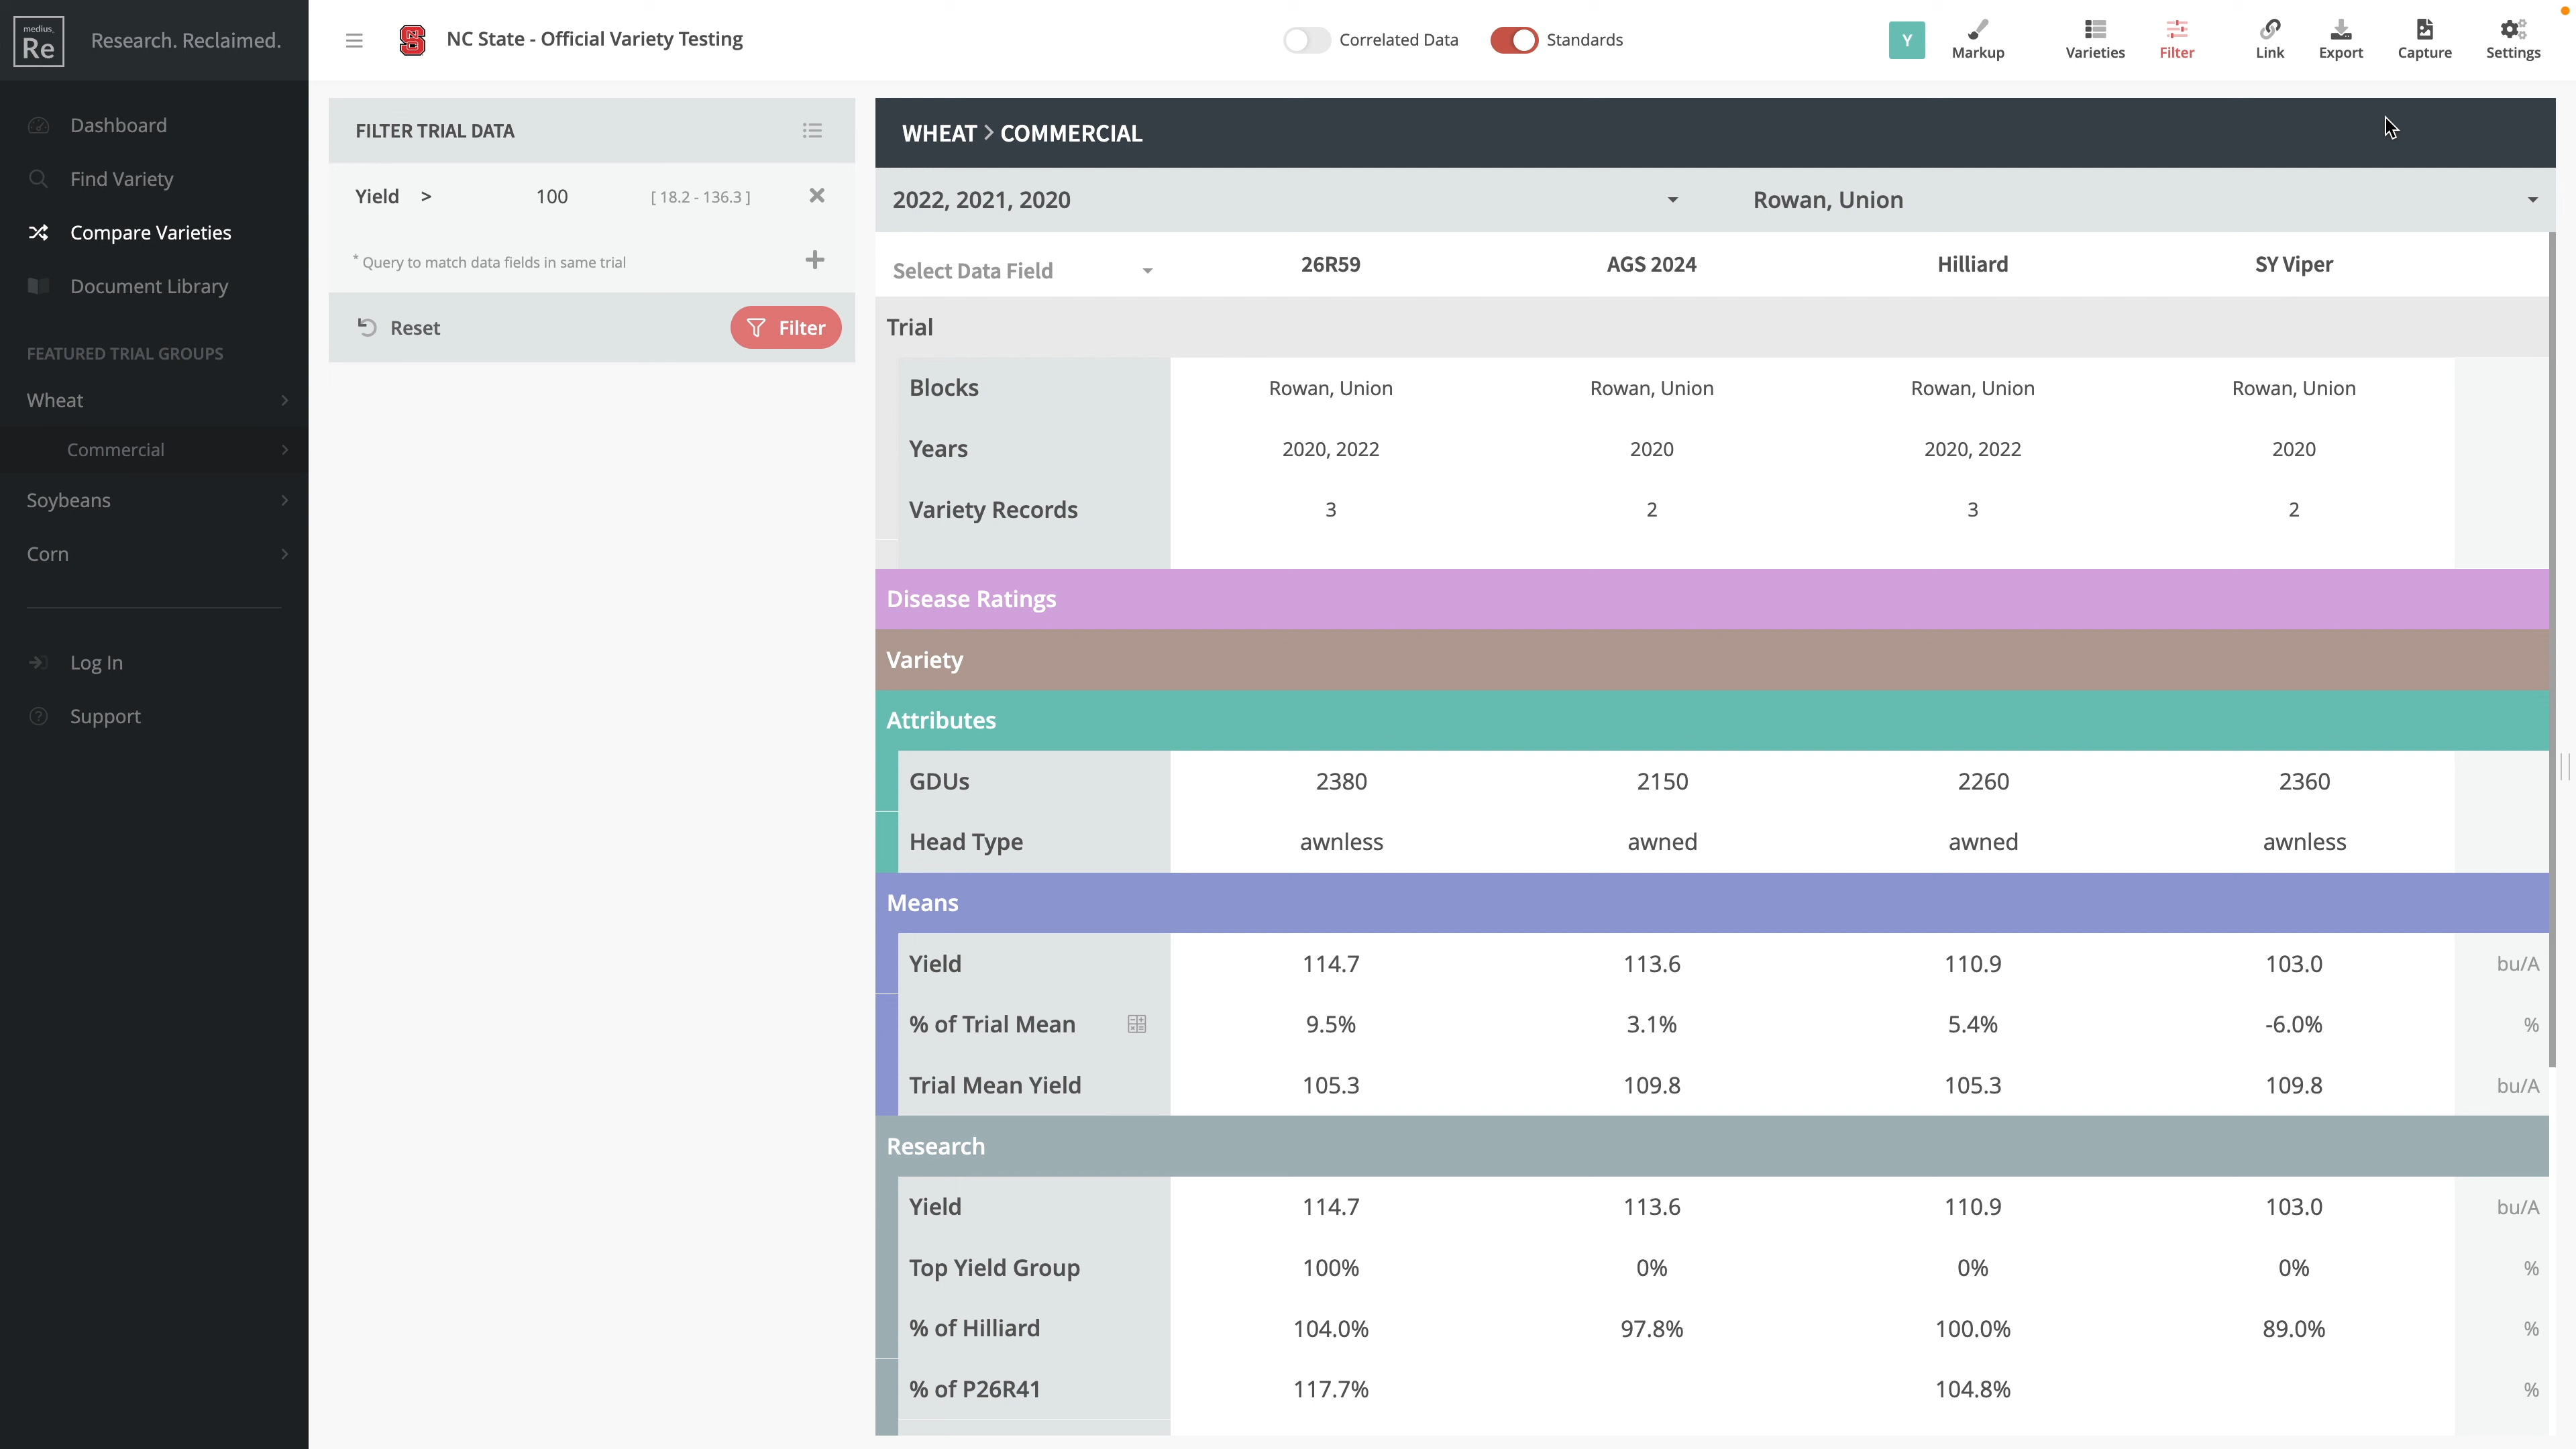 medius
Re
Research. Reclaimed.
NC State - Official Variety Testing
Correlated Data
Standards
Y
Markup
Varieties
Filter
Link
Export
Capture
Settings
Dashboard
Find Variety
Compare Varieties
Document Library
FEATURED TRIAL GROUPS
Wheat
Commercial
Soybeans
Corn
Log In
Support
FILTER TRIAL DATA
Yield > 100 [ 18.2 - 136.3 ]
* Query to match data fields in same trial
Reset
Filter
WHEAT > COMMERCIAL
2022, 2021, 2020 Rowan, Union
Select Data Field 26R59 AGS 2024 Hilliard SY Viper
Trial
Blocks Rowan, Union Rowan, Union Rowan, Union Rowan, Union
Years 2020, 2022 2020 2020, 2022 2020
Variety Records 3 2 3 2
Disease Ratings
Variety
Attributes
GDUs 2380 2150 2260 2360
Head Type awnless awned awned awnless
Means
Yield 114.7 113.6 110.9 103.0 bu/A
% of Trial Mean 9.5% 3.1% 5.4% -6.0% %
Trial Mean Yield 105.3 109.8 105.3 109.8 bu/A
Research
Yield 114.7 113.6 110.9 103.0 bu/A
Top Yield Group 100% 0% 0% 0% %
% of Hilliard 104.0% 97.8% 100.0% 89.0% %
% of P26R41 117.7% 104.8% %